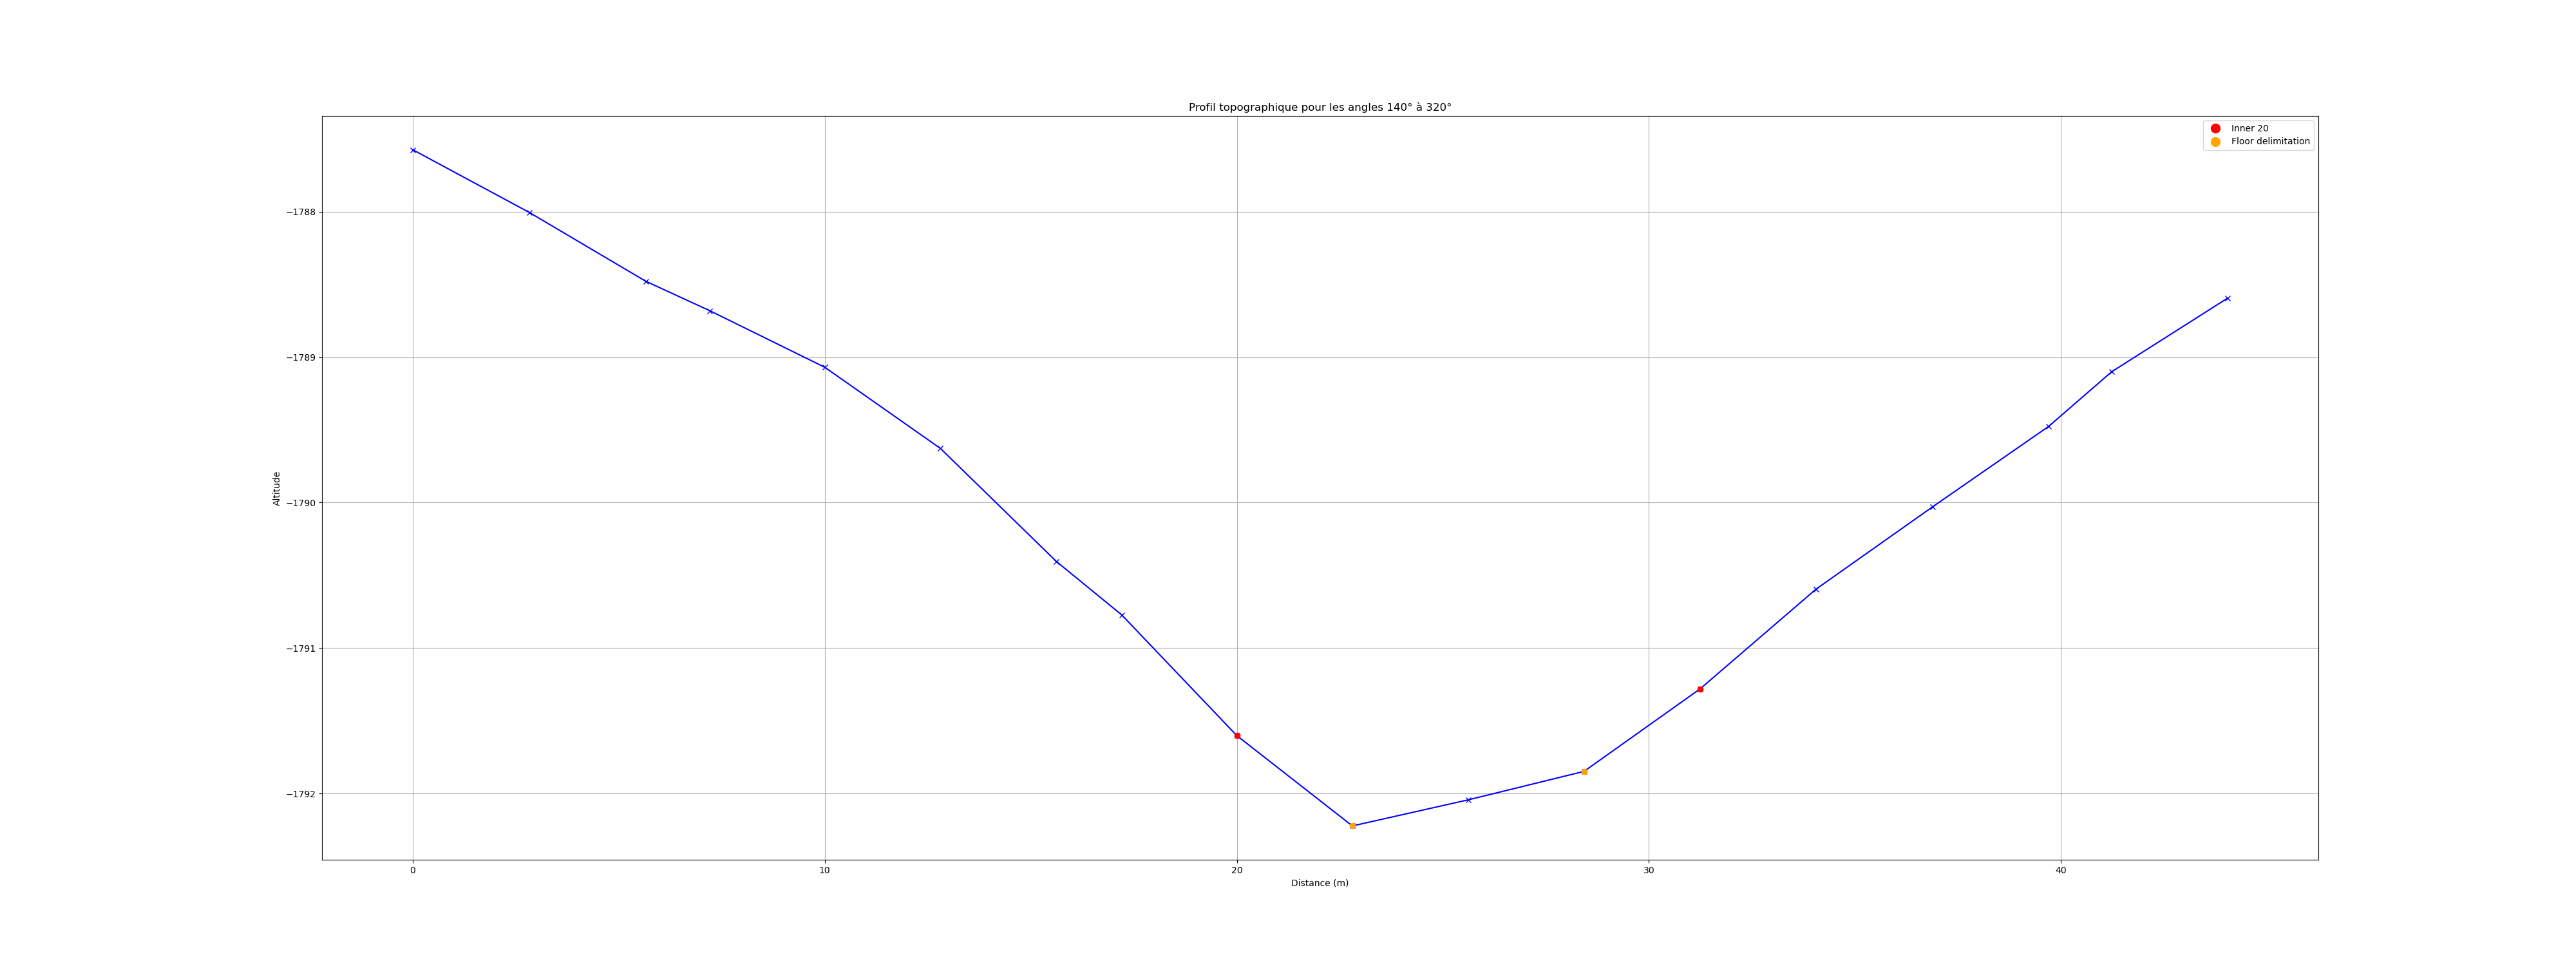 Profil topographique pour les angles 140° à 320°
Inner 20
Floor delimitation
−1788
−1789
−1790
−1791
−1792
Altitude
0 10 20 30 40
Distance (m)